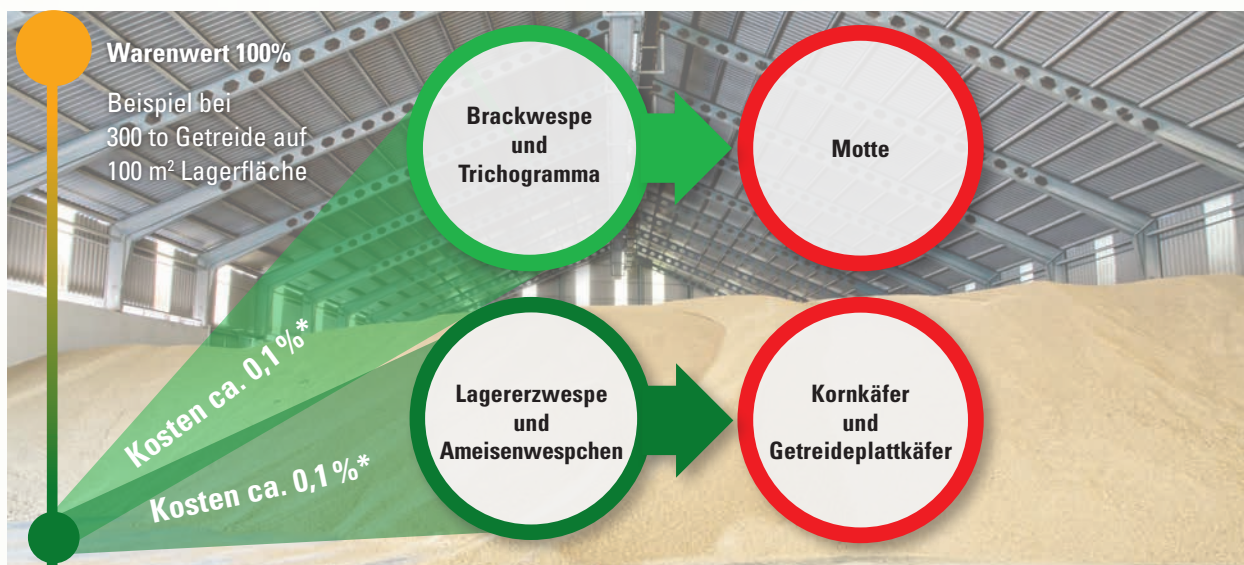 Warenwert 100%
Beispiel bei
300 to Getreide auf
100 m² Lagerfläche
Brackwespe
und
Trichogramma
Motte
Kosten ca. 0,1 %*
Lagererzwespe
und
Ameisenwespchen
Kornkäfer
und
Getreideplattkäfer
Kosten ca. 0,1 %*